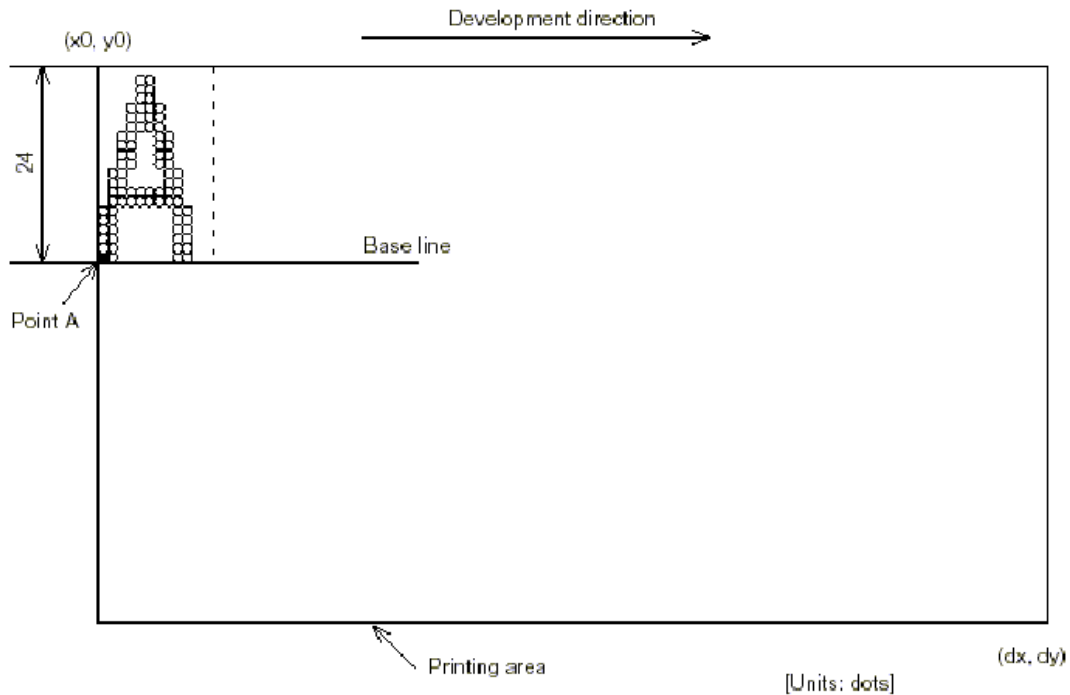 Development direction
(x0, y0)
24
Base line
Point A
Printing area
(dx, dy)
[Units: dots]